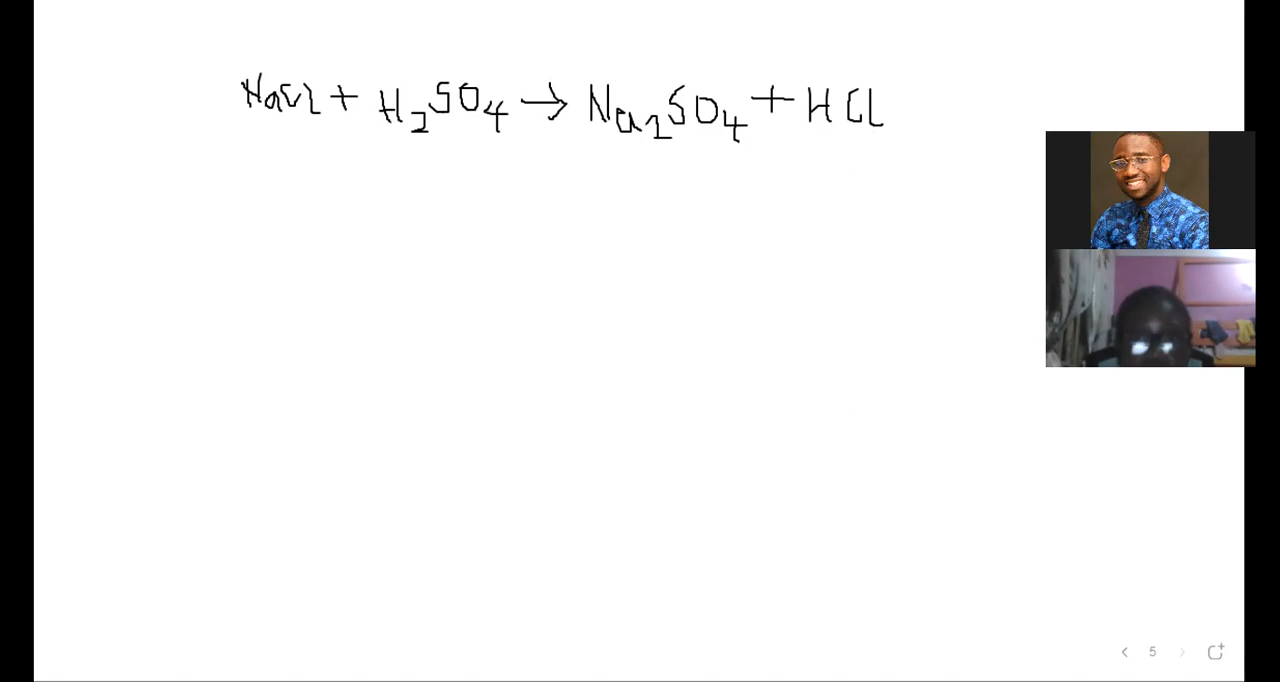 NaCl + H₂SO₄ → Na₂SO₄ + HCl
5